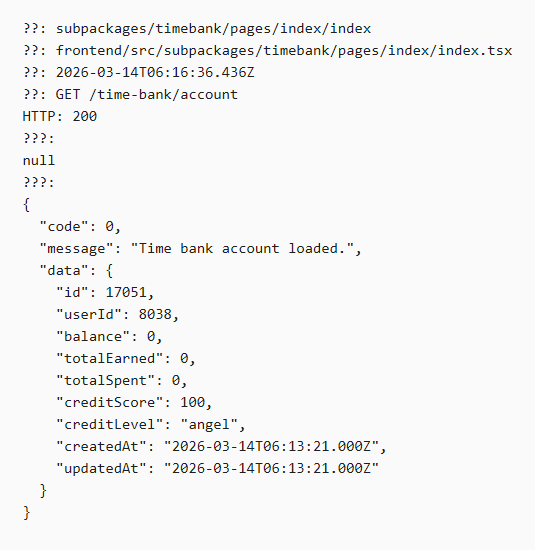 ??: subpackages/timebank/pages/index/index
??: frontend/src/subpackages/timebank/pages/index/index.tsx
??: 2026-03-14T06:16:36.436Z
??: GET /time-bank/account
HTTP: 200
???:
null
???:
{
  "code": 0,
  "message": "Time bank account loaded.",
  "data": {
    "id": 17051,
    "userId": 8038,
    "balance": 0,
    "totalEarned": 0,
    "totalSpent": 0,
    "creditScore": 100,
    "creditLevel": "angel",
    "createdAt": "2026-03-14T06:13:21.000Z",
    "updatedAt": "2026-03-14T06:13:21.000Z"
  }
}